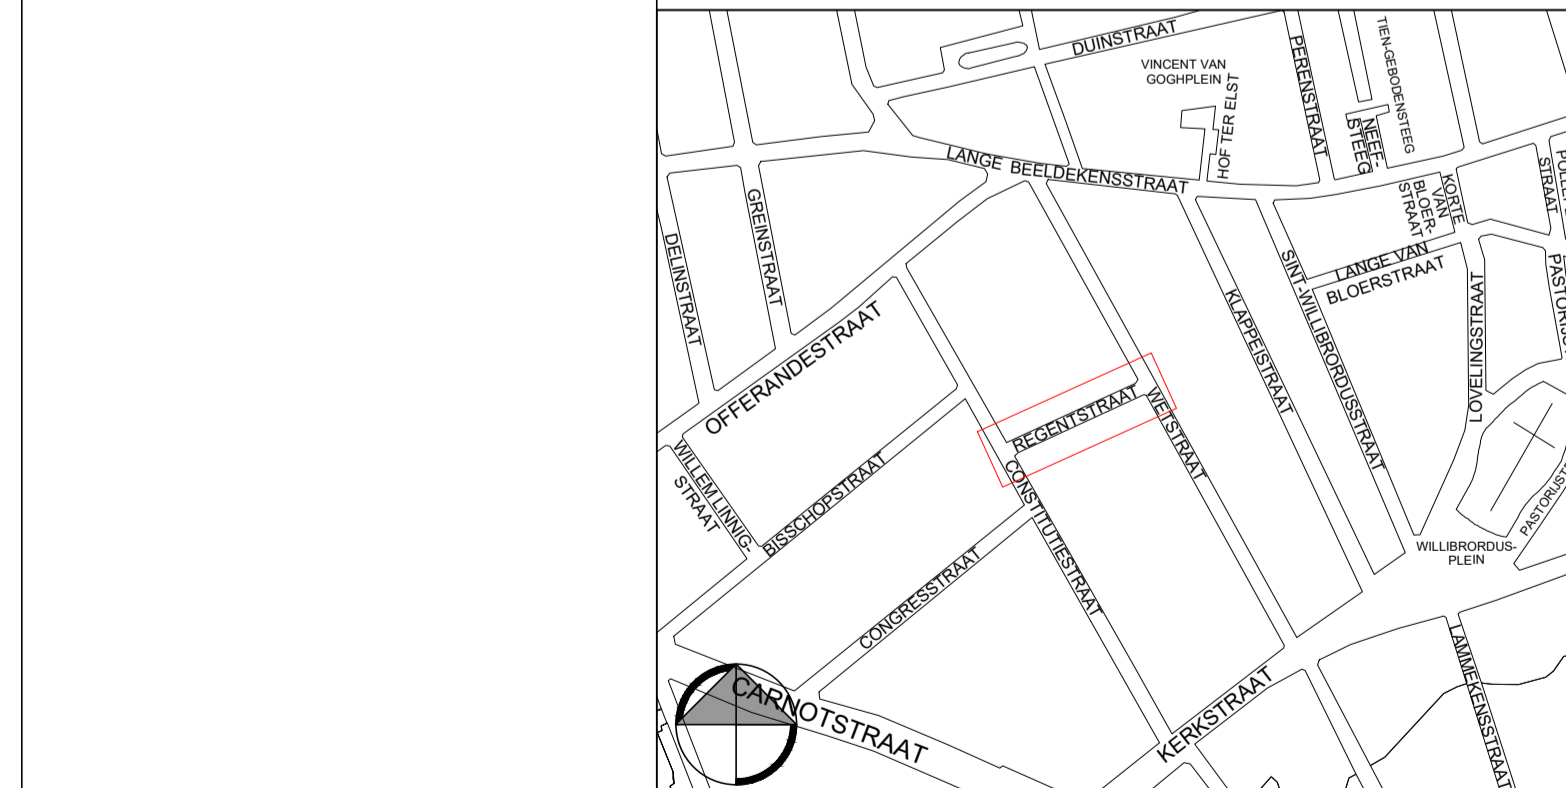 DUINSTRAAT
VINCENT VAN
GOGHPLEIN
HOF TER ELST
PERENSTRAAT
TIEN-GEBODENSTEEG
NEEF-
STEEG
LANGE BEELDEKENSSTRAAT
KORTE
VAN
BLOER-
STRAAT
STRAAT
GREINSTRAAT
DELINSTRAAT
LANGE VAN
BLOERSTRAAT
SINT-WILLIBRORDUSSTRAAT
KLAPPEISTRAAT
LOVELINGSTRAAT
OFFERANDESTRAAT
REGENTSTRAAT
WETSTRAAT
WILLEM LINNIG-
STRAAT
BISSCHOPSTRAAT
CONSTITUTIESTRAAT
CONGRESSTRAAT
WILLIBRORDUS-
PLEIN
LAMMEKENSSTRAAT
CARNOTSTRAAT
KERKSTRAAT